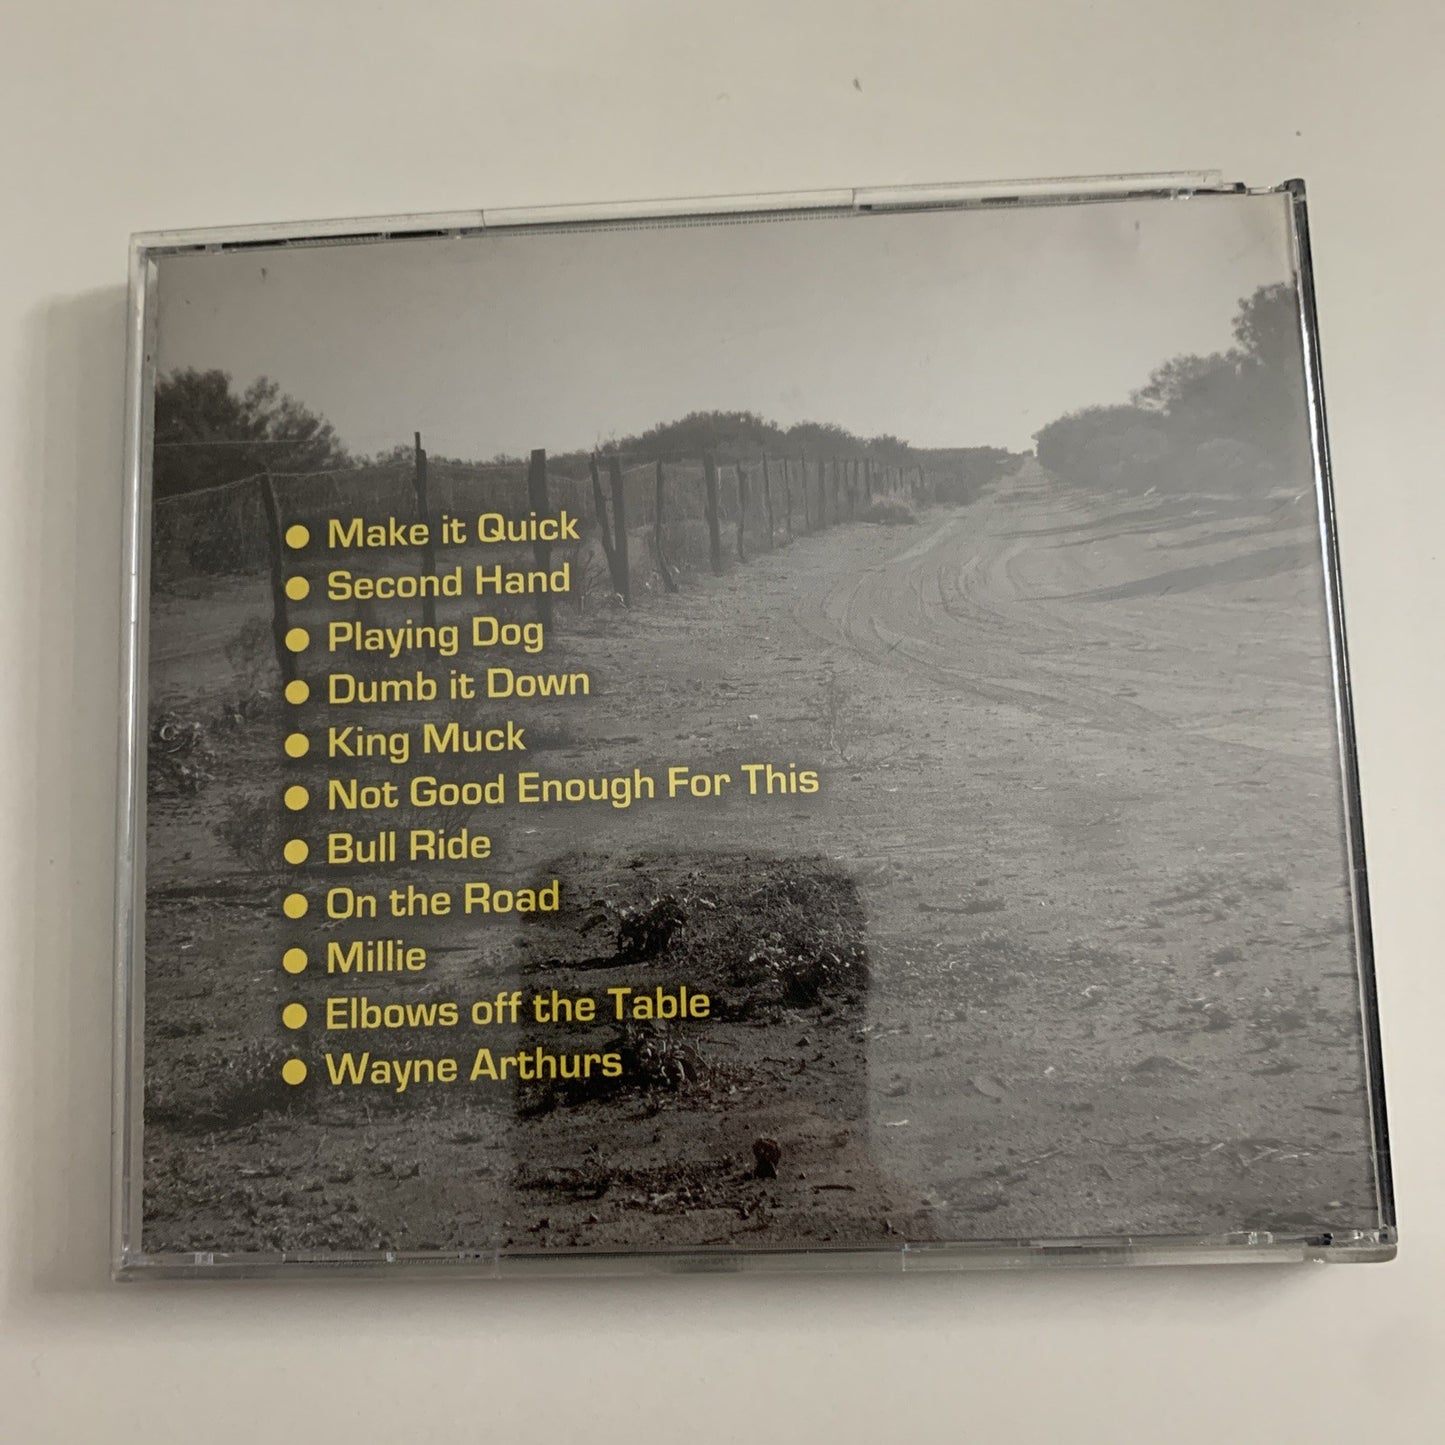 Make it Quick
Second Hand
Playing Dog
Dumb it Down
King Muck
Not Good Enough For This
Bull Ride
On the Road
Millie
Elbows off the Table
Wayne Arthurs